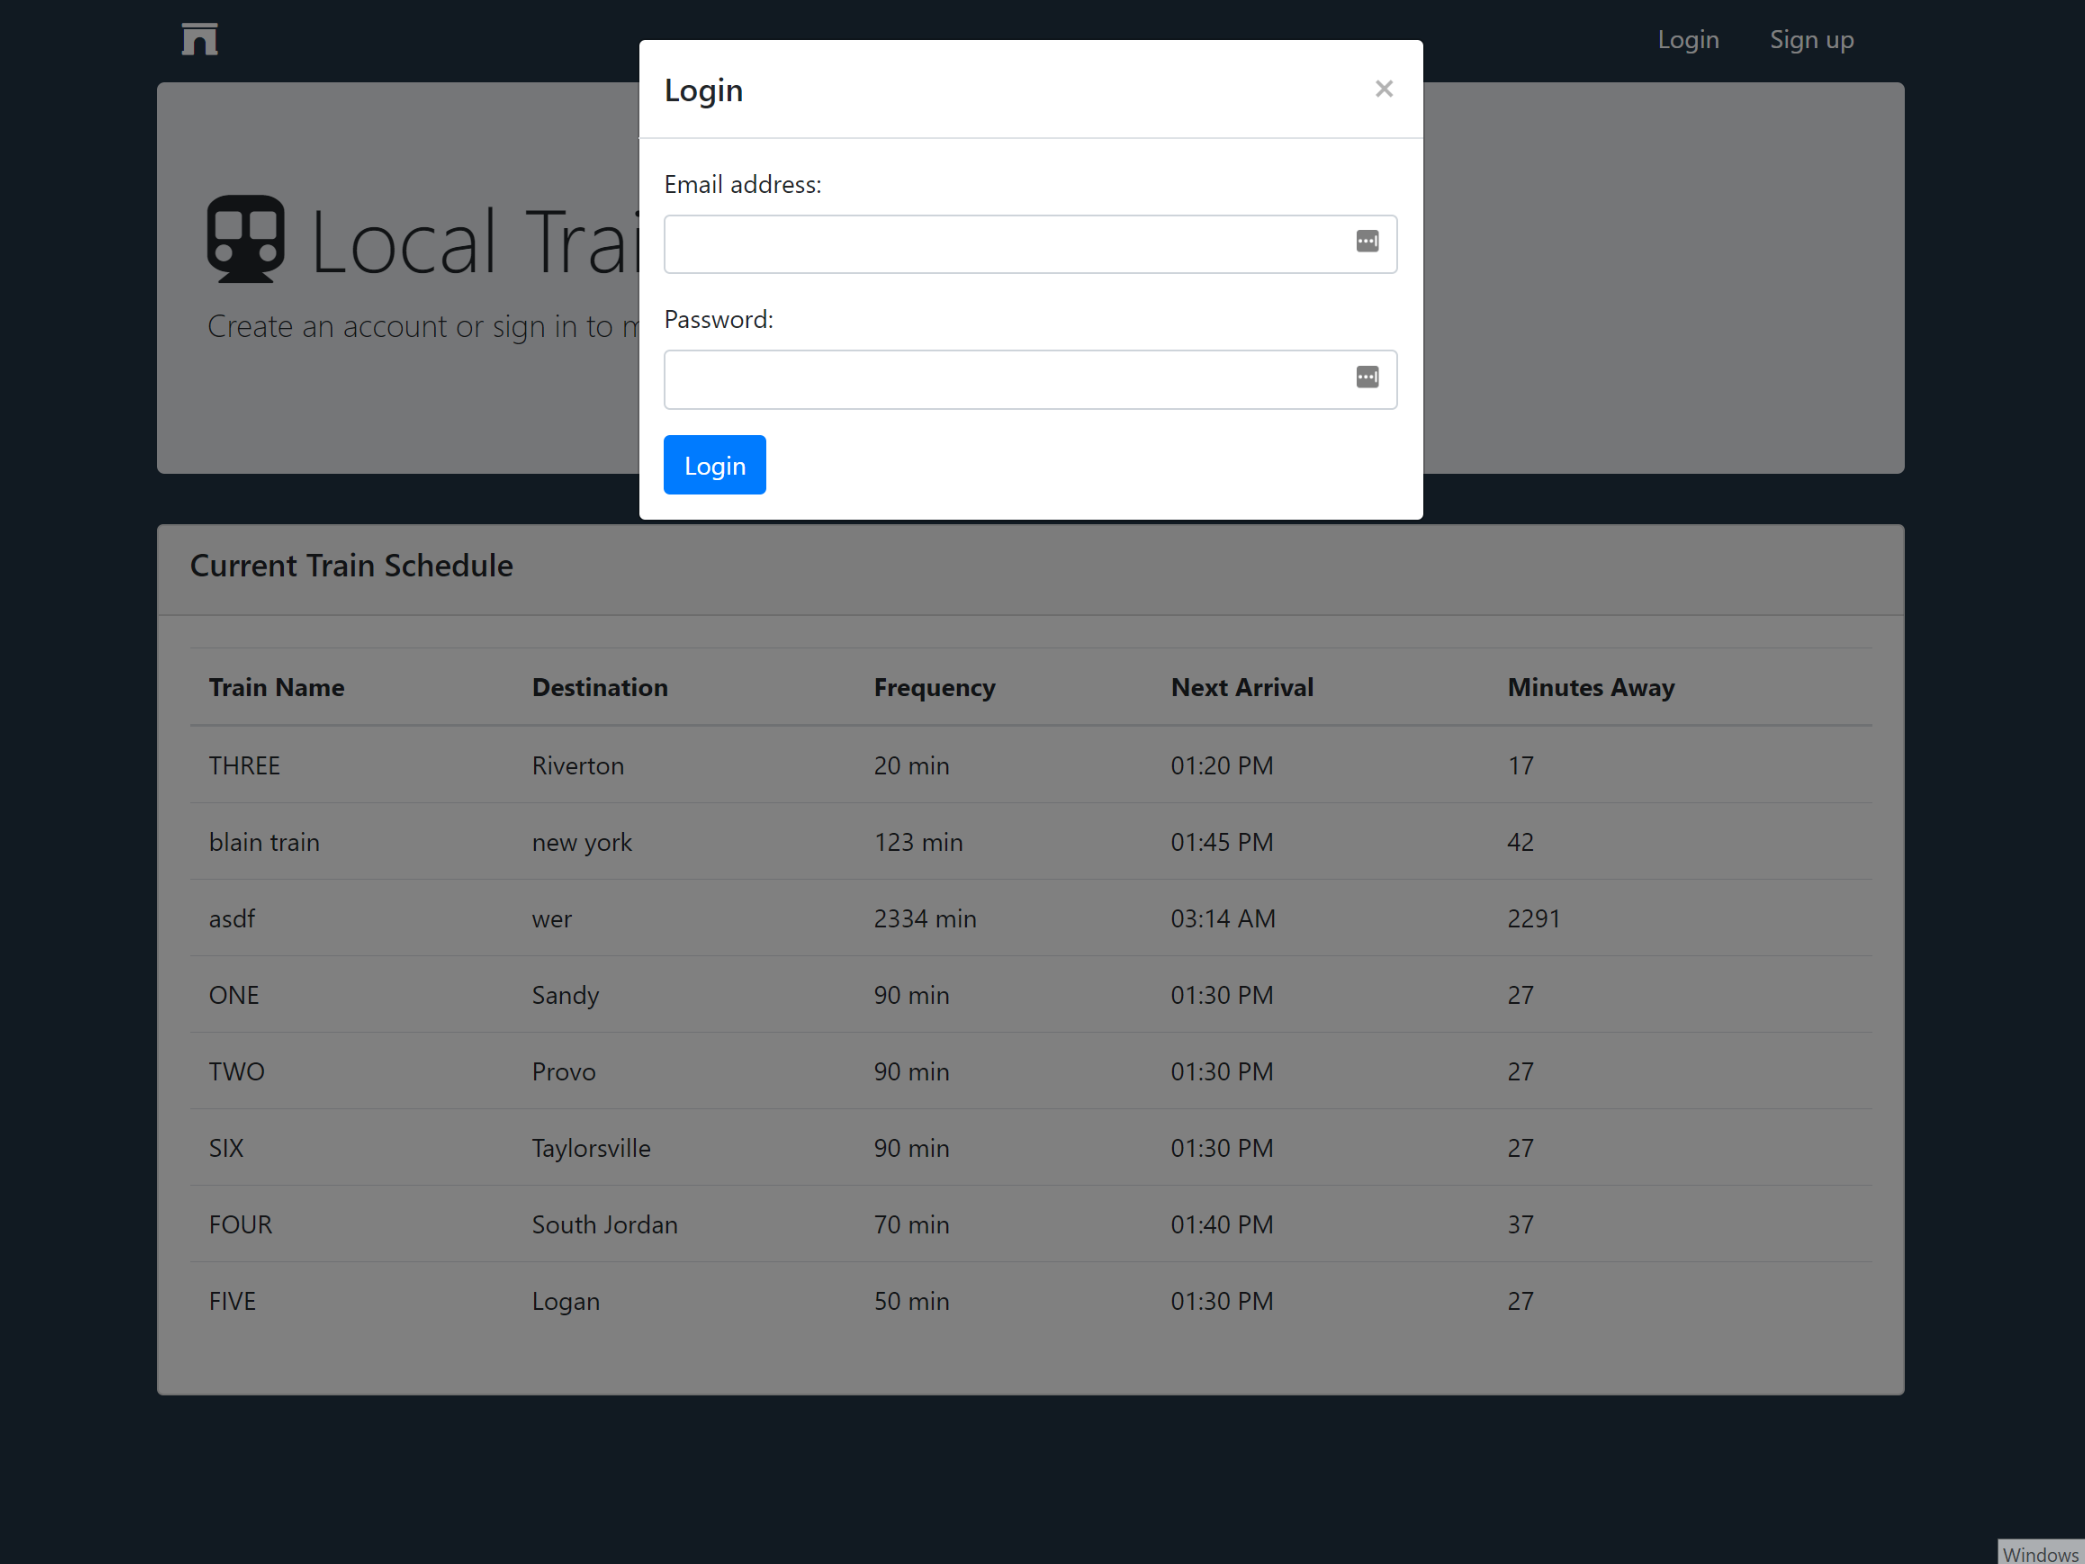 Login Sign up
Login ×
Email address:
Password:
Login
Local Trai
Create an account or sign in to
Current Train Schedule
Train Name Destination Frequency Next Arrival Minutes Away
THREE Riverton 20 min 01:20 PM 17
blain train new york 123 min 01:45 PM 42
asdf wer 2334 min 03:14 AM 2291
ONE Sandy 90 min 01:30 PM 27
TWO Provo 90 min 01:30 PM 27
SIX Taylorsville 90 min 01:30 PM 27
FOUR South Jordan 70 min 01:40 PM 37
FIVE Logan 50 min 01:30 PM 27
Windows